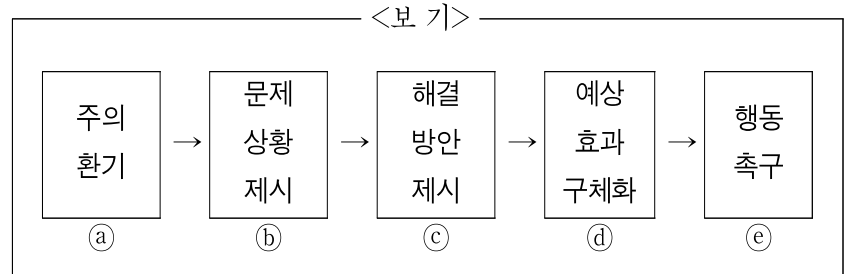 <보 기>
주의
환기
→
문제
상황
제시
→
해결
방안
제시
→
예상
효과
구체화
→
행동
촉구
ⓐ
ⓑ
ⓒ
ⓓ
ⓔ